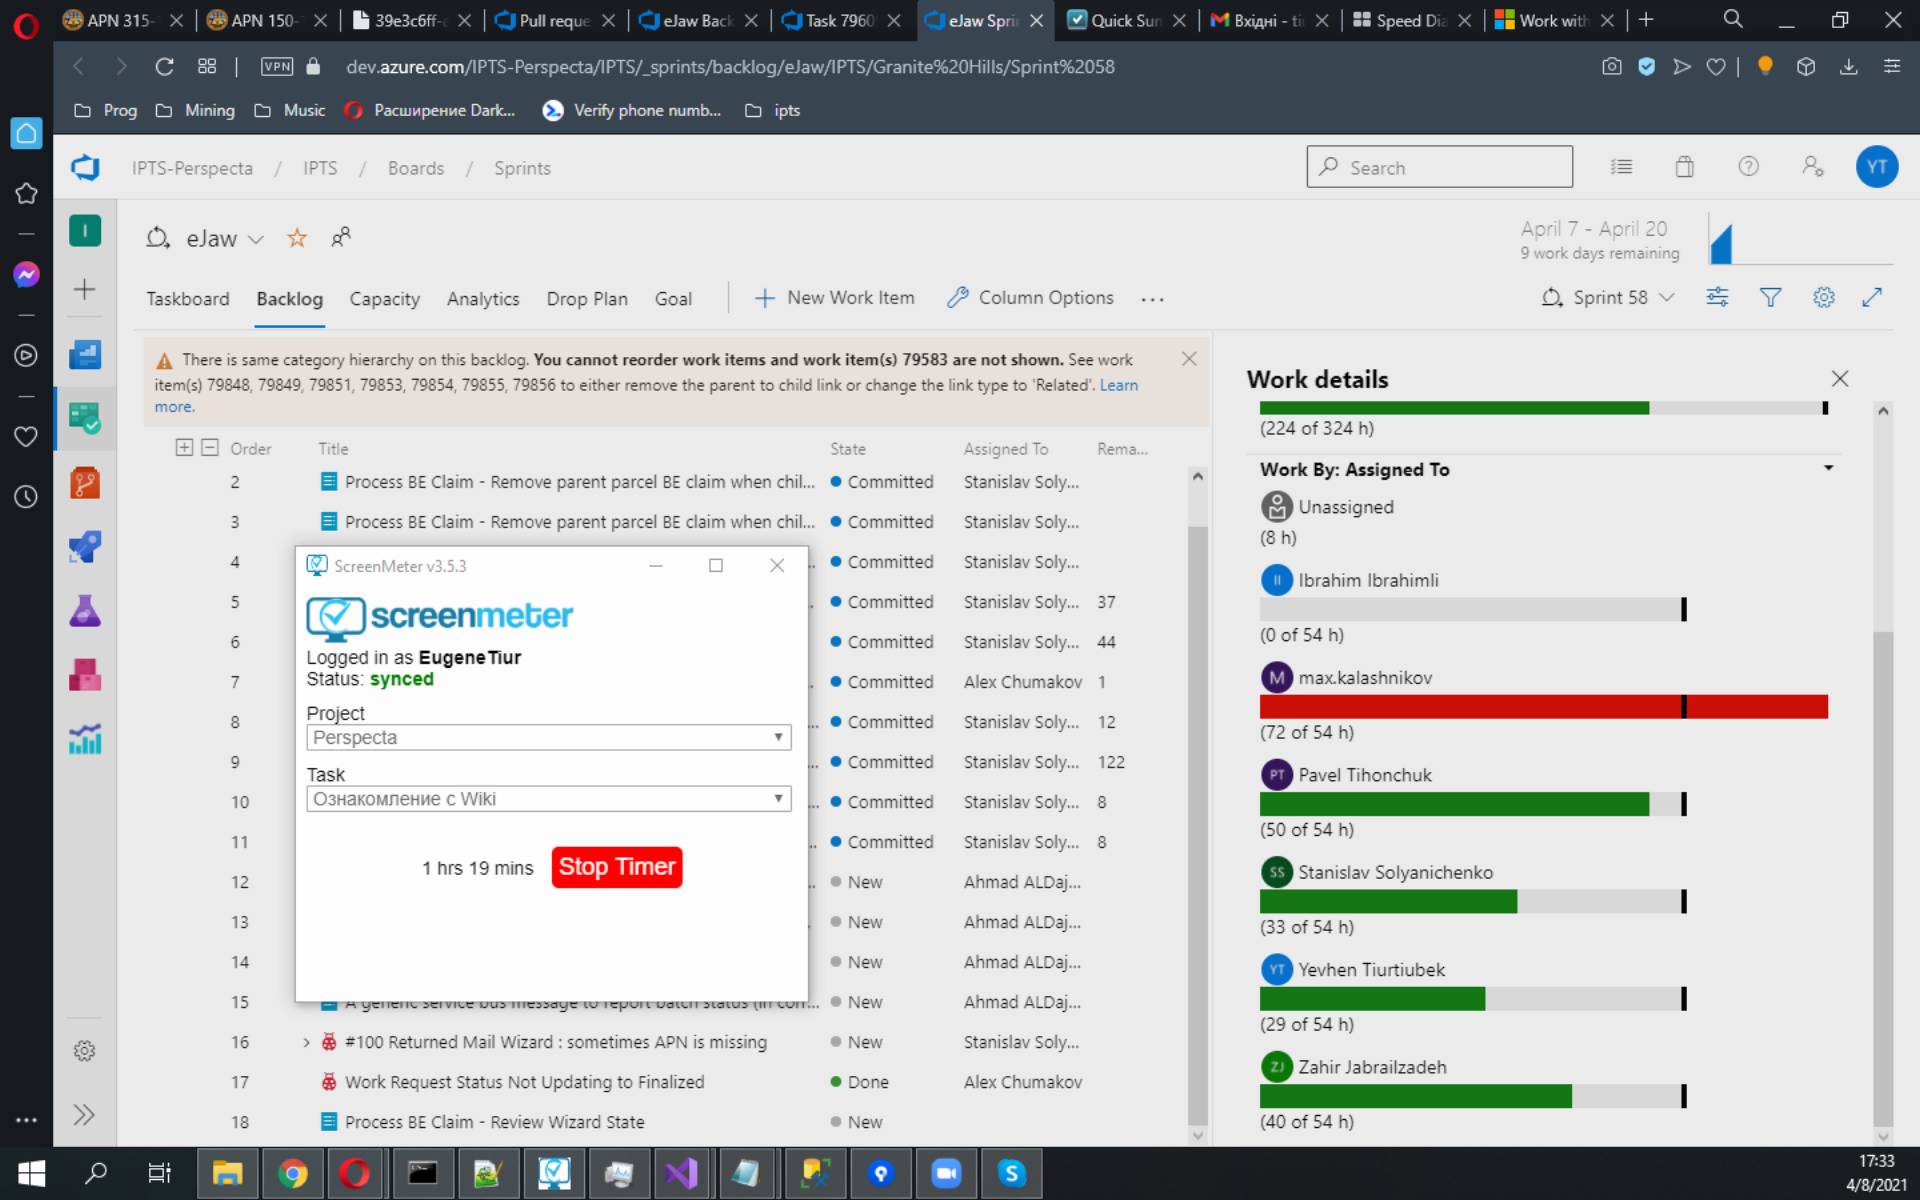 APN 315-
APN 150-
39e3c6ff-a
Pull reque
eJaw Back
Task 7960
eJaw Sprin
Quick Sum
Вхідні - ti
Speed Dia
Work with
VPN
dev.azure.com/IPTS-Perspecta/IPTS/_sprints/backlog/eJaw/IPTS/Granite%20Hills/Sprint%2058
Prog
Mining
Music
Расширение Dark...
Verify phone numb...
ipts
IPTS-Perspecta / IPTS / Boards / Sprints
Search
YT
I
eJaw
April 7 - April 20
9 work days remaining
Taskboard
Backlog
Capacity
Analytics
Drop Plan
Goal
New Work Item
Column Options
Sprint 58
There is same category hierarchy on this backlog. You cannot reorder work items and work item(s) 79583 are not shown. See work
item(s) 79848, 79849, 79851, 79853, 79854, 79855, 79856 to either remove the parent to child link or change the link type to 'Related'. Learn
more.
Order Title State Assigned To Rema...
2 Process BE Claim - Remove parent parcel BE claim when chil... Committed Stanislav Soly...
3 Process BE Claim - Remove parent parcel BE claim when chil... Committed Stanislav Soly...
4 Committed Stanislav Soly...
5 Committed Stanislav Soly... 37
6 Committed Stanislav Soly... 44
7 Committed Alex Chumakov 1
8 Committed Stanislav Soly... 12
9 Committed Stanislav Soly... 122
10 Committed Stanislav Soly... 8
11 Committed Stanislav Soly... 8
12 New Ahmad ALDaj...
13 New Ahmad ALDaj...
14 New Ahmad ALDaj...
15 A generic service bus message to report batch status (in com... New Ahmad ALDaj...
16 #100 Returned Mail Wizard : sometimes APN is missing New Stanislav Soly...
17 Work Request Status Not Updating to Finalized Done Alex Chumakov
18 Process BE Claim - Review Wizard State New
ScreenMeter v3.5.3
screenmeter
Logged in as EugeneTiur
Status: synced
Project
Perspecta
Task
Ознакомление с Wiki
1 hrs 19 mins
Stop Timer
Work details
(224 of 324 h)
Work By: Assigned To
Unassigned
(8 h)
II Ibrahim Ibrahimli
(0 of 54 h)
M max.kalashnikov
(72 of 54 h)
PT Pavel Tihonchuk
(50 of 54 h)
SS Stanislav Solyanichenko
(33 of 54 h)
YT Yevhen Tiurtiubek
(29 of 54 h)
ZJ Zahir Jabrailzadeh
(40 of 54 h)
17:33
4/8/2021